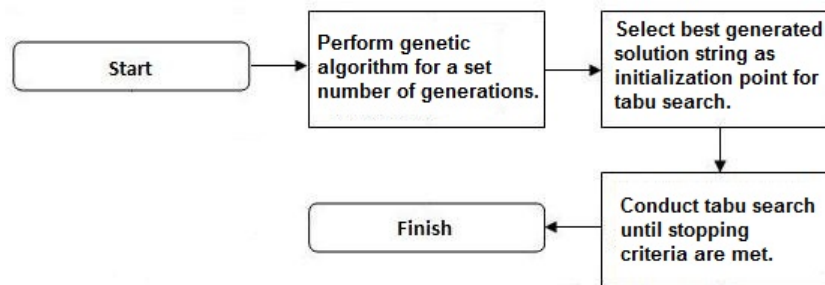 Start
Perform genetic
algorithm for a set
number of generations.
Select best generated
solution string as
initialization point for
tabu search.
Conduct tabu search
until stopping
criteria are met.
Finish